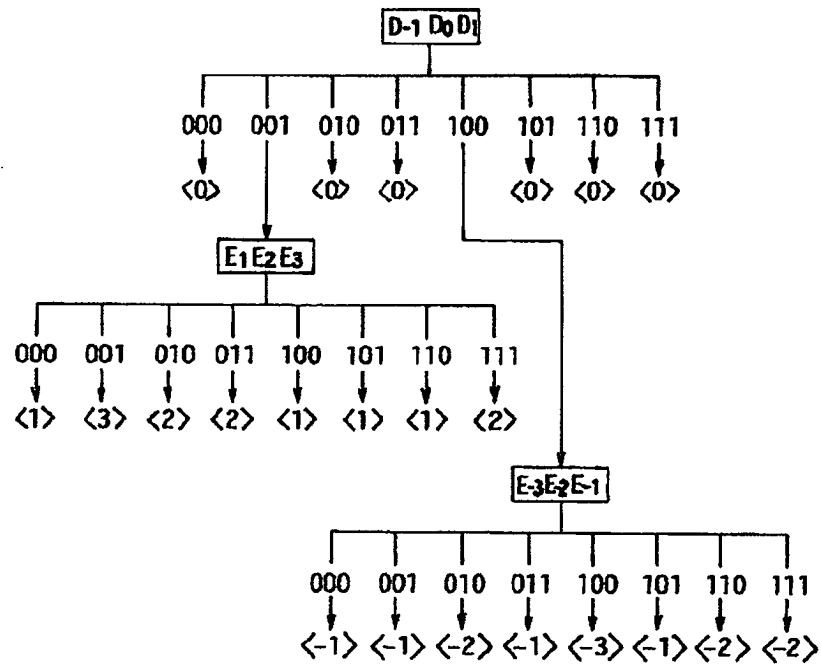 D-1 D0 D1
000 001 010 011 100 101 110 111
<0> <0> <0> <0> <0> <0>
E1 E2 E3
000 001 010 011 100 101 110 111
<1> <3> <2> <2> <1> <1> <1> <2>
E-3 E-2 E-1
000 001 010 011 100 101 110 111
<-1> <-1> <-2> <-1> <-3> <-1> <-2> <-2>